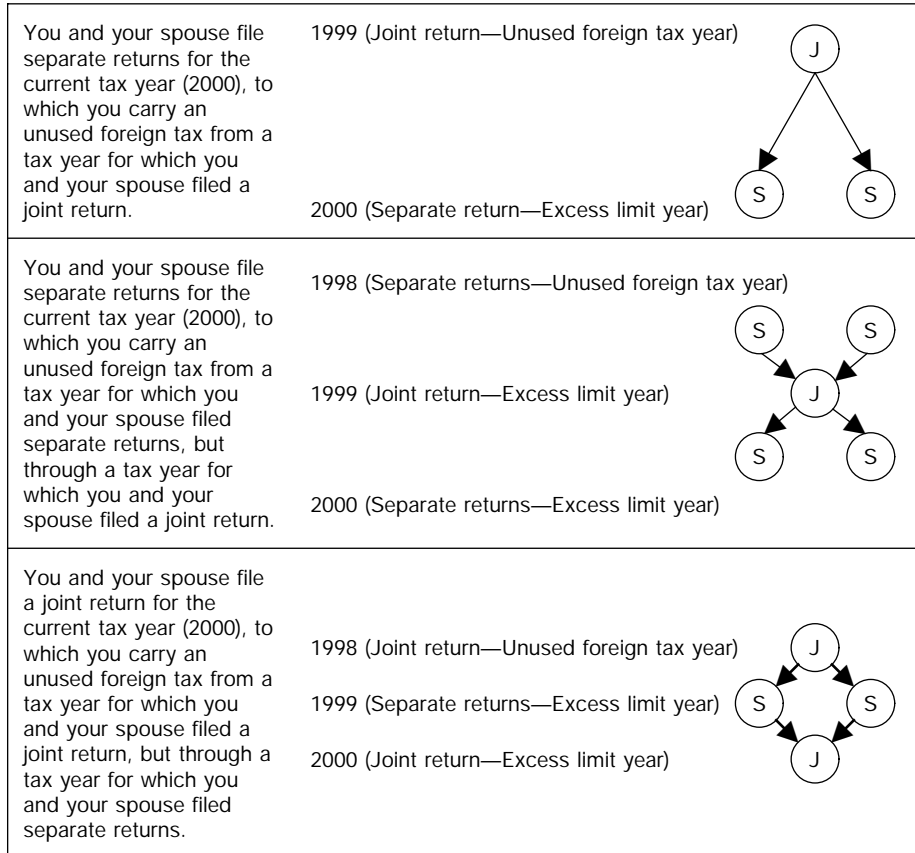 You and your spouse file
separate returns for the
current tax year (2000), to
which you carry an
unused foreign tax from a
tax year for which you
and your spouse filed a
joint return.
1999 (Joint return—Unused foreign tax year)
J
S S
2000 (Separate return—Excess limit year)
You and your spouse file
separate returns for the
current tax year (2000), to
which you carry an
unused foreign tax from a
tax year for which you
and your spouse filed
separate returns, but
through a tax year for
which you and your
spouse filed a joint return.
1998 (Separate returns—Unused foreign tax year)
S S
1999 (Joint return—Excess limit year)
J
S S
2000 (Separate returns—Excess limit year)
You and your spouse file
a joint return for the
current tax year (2000), to
which you carry an
unused foreign tax from a
tax year for which you
and your spouse filed a
joint return, but through a
tax year for which you
and your spouse filed
separate returns.
1998 (Joint return—Unused foreign tax year)
J
1999 (Separate returns—Excess limit year)
S S
2000 (Joint return—Excess limit year)
J